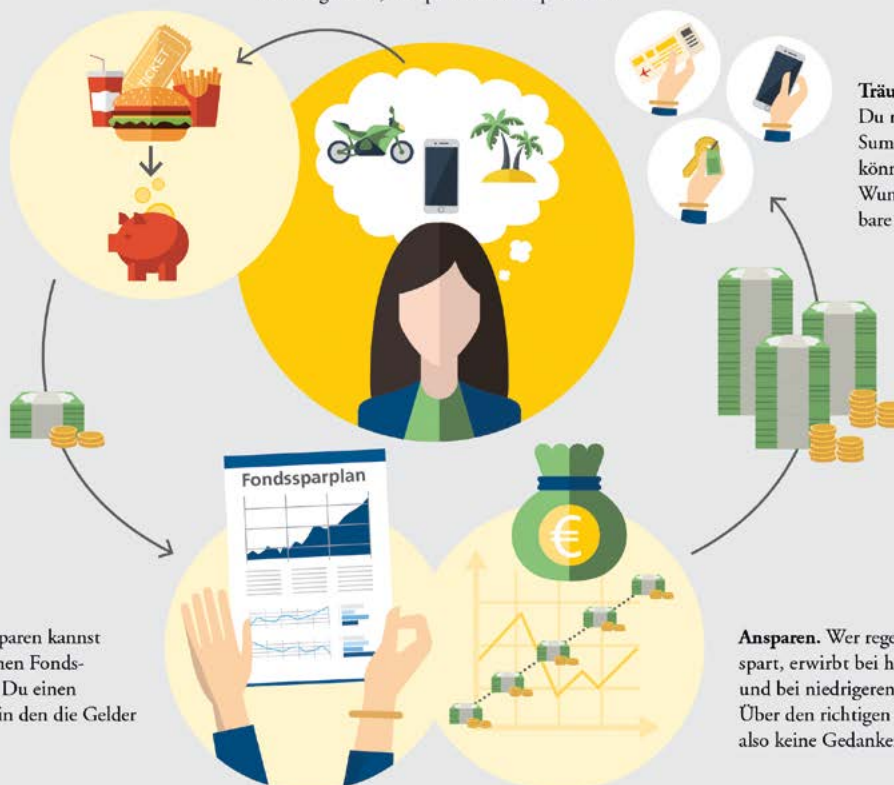 TICKET
Träu
Du n
Sum
könn
Wun
bare
Fondssparplan
€
paren kannst
nen Fonds-
Du einen
in den die Gelder
Ansparen. Wer rege
spart, erwirbt bei h
und bei niedrigeren
Über den richtigen
also keine Gedanke